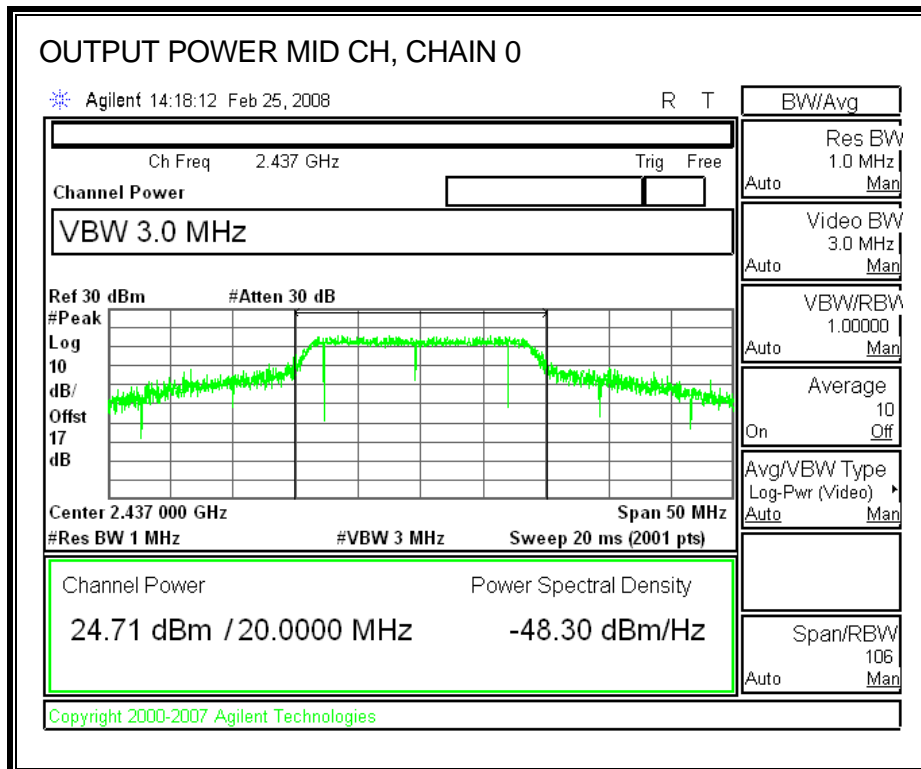 OUTPUT POWER MID CH, CHAIN 0
Agilent 14:18:12 Feb 25, 2008 R T
Ch Freq 2.437 GHz Trig Free
Channel Power
VBW 3.0 MHz
Ref 30 dBm #Atten 30 dB
#Peak
Log
10
dB/
Offst
17
dB
Center 2.437 000 GHz Span 50 MHz
#Res BW 1 MHz #VBW 3 MHz Sweep 20 ms (2001 pts)
Channel Power Power Spectral Density
24.71 dBm / 20.0000 MHz -48.30 dBm/Hz
Copyright 2000-2007 Agilent Technologies
BW/Avg
Res BW
1.0 MHz
Auto Man
Video BW
3.0 MHz
Auto Man
VBW/RBW
1.00000
Auto Man
Average
10
On Off
Avg/VBW Type
Log-Pwr (Video)
Auto Man
Span/RBW
106
Auto Man